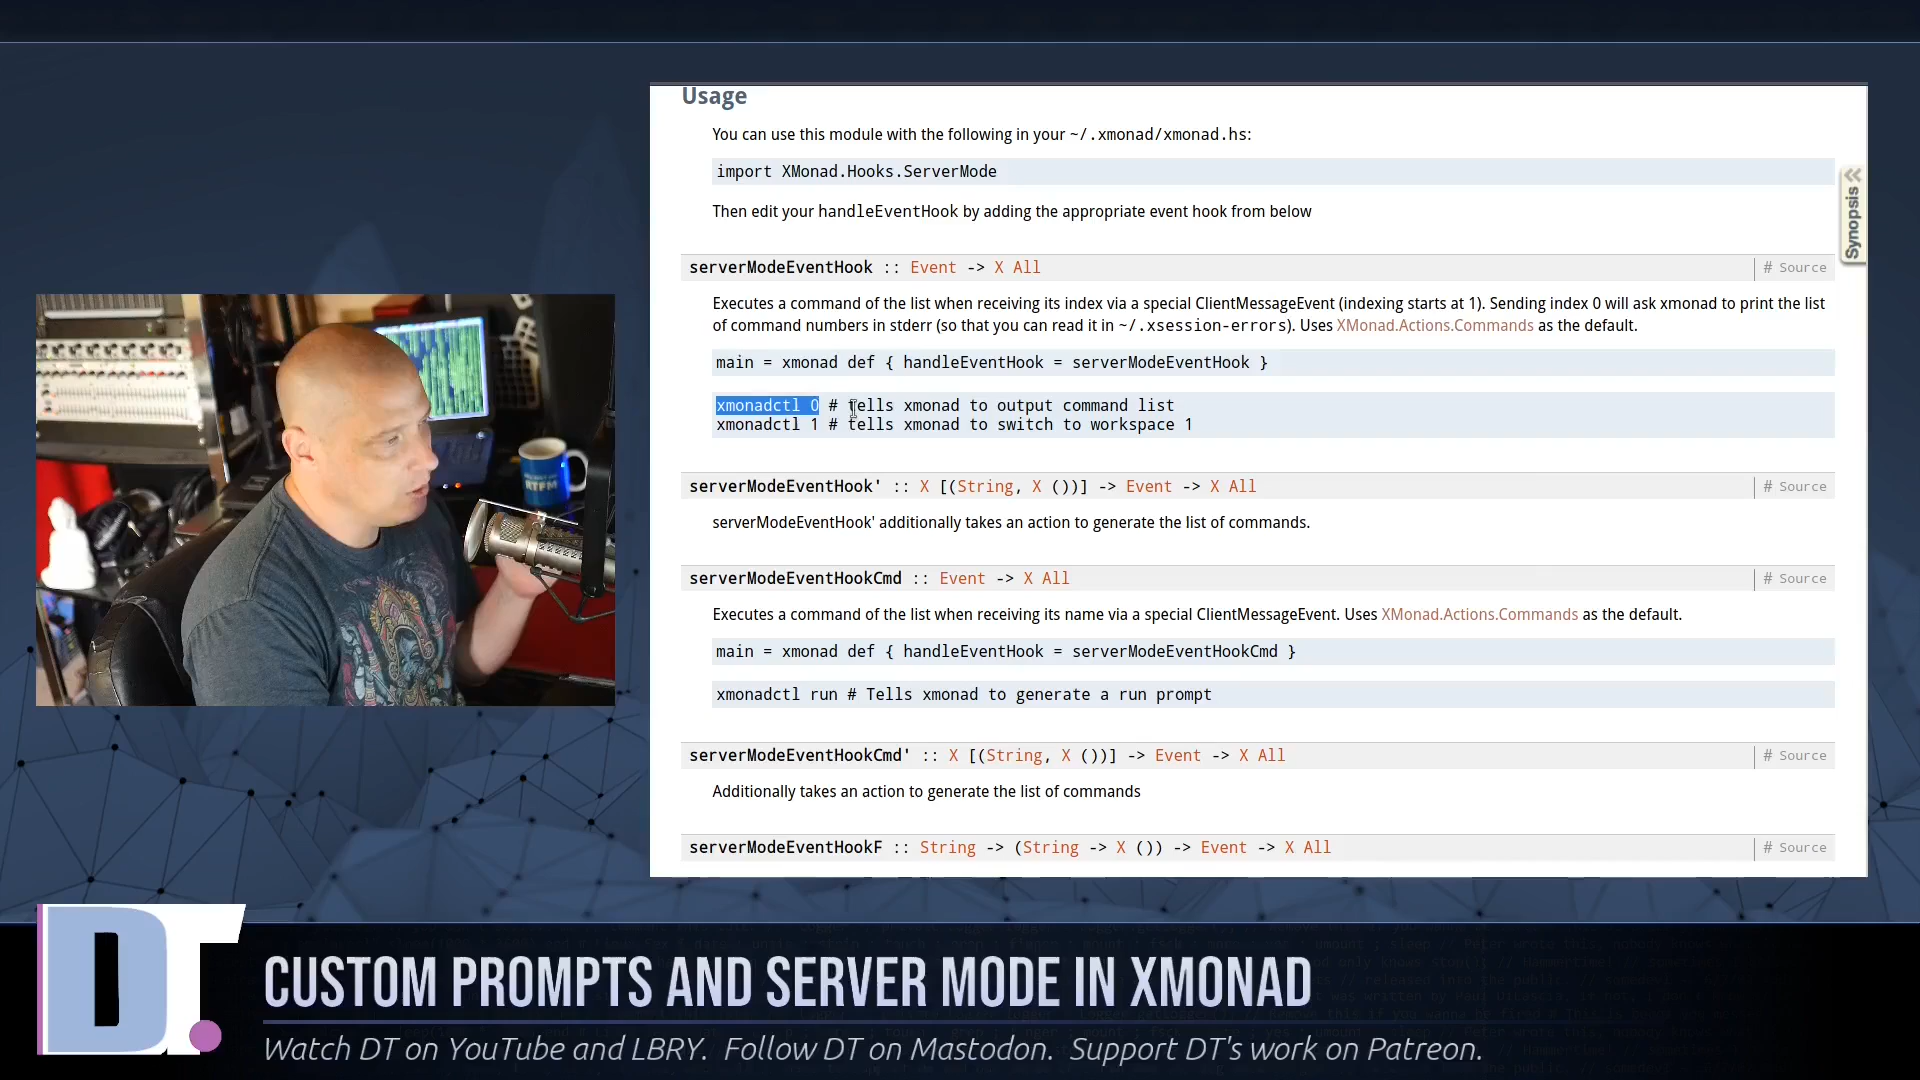 Usage
You can use this module with the following in your ~/.xmonad/xmonad.hs:
import XMonad.Hooks.ServerMode
Then edit your handleEventHook by adding the appropriate event hook from below
Synopsis
serverModeEventHook :: Event -> X All
# Source
Executes a command of the list when receiving its index via a special ClientMessageEvent (indexing starts at 1). Sending index 0 will ask xmonad to print the list
of command numbers in stderr (so that you can read it in ~/.xsession-errors). Uses XMonad.Actions.Commands as the default.
main = xmonad def { handleEventHook = serverModeEventHook }
xmonadctl 0 # tells xmonad to output command list
xmonadctl 1 # tells xmonad to switch to workspace 1
serverModeEventHook' :: X [(String, X ())] -> Event -> X All
# Source
serverModeEventHook' additionally takes an action to generate the list of commands.
serverModeEventHookCmd :: Event -> X All
# Source
Executes a command of the list when receiving its name via a special ClientMessageEvent. Uses XMonad.Actions.Commands as the default.
main = xmonad def { handleEventHook = serverModeEventHookCmd }
xmonadctl run # Tells xmonad to generate a run prompt
serverModeEventHookCmd' :: X [(String, X ())] -> Event -> X All
# Source
Additionally takes an action to generate the list of commands
serverModeEventHookF :: String -> (String -> X ()) -> Event -> X All
# Source
RTFM
DT.
CUSTOM PROMPTS AND SERVER MODE IN XMONAD
Watch DT on YouTube and LBRY. Follow DT on Mastodon. Support DT's work on Patreon.